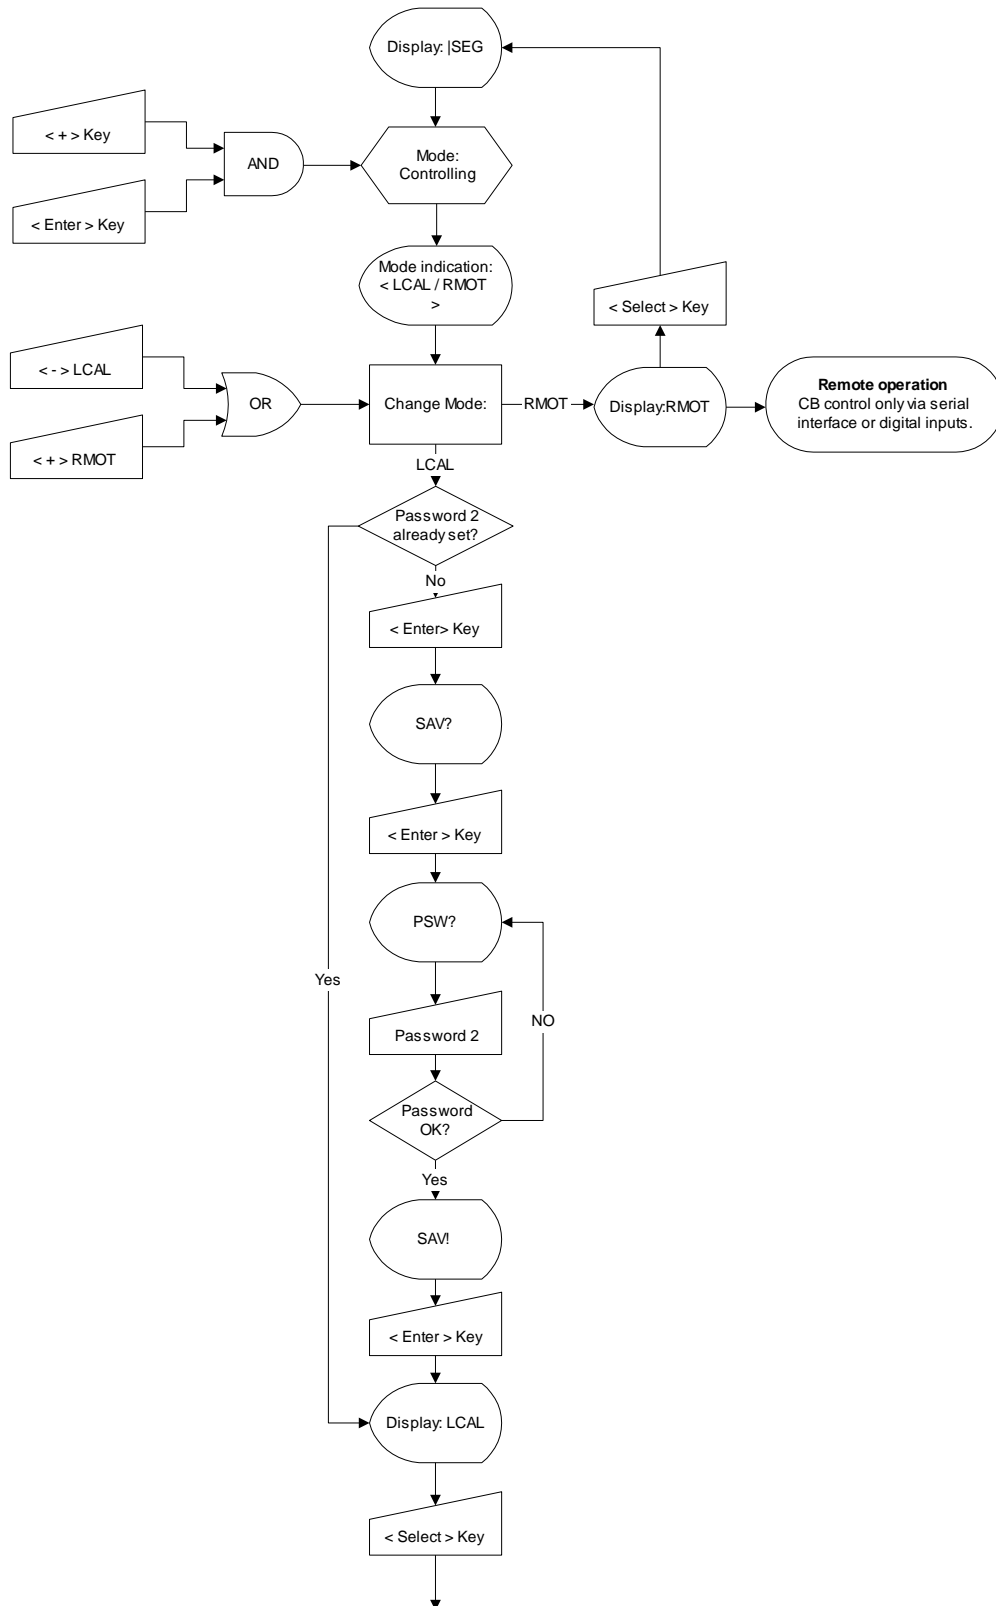 Display: |SEG
< + > Key
AND
Mode:
Controlling
< Enter > Key
Mode indication:
< LCAL / RMOT
>
< Select > Key
< - > LCAL
OR
Change Mode:
RMOT
Display:RMOT
Remote operation
CB control only via serial
interface or digital inputs.
< + > RMOT
LCAL
Password 2
already set?
No
< Enter> Key
SAV?
< Enter > Key
PSW?
Yes
NO
Password 2
Password
OK?
Yes
SAV!
< Enter > Key
Display: LCAL
< Select > Key